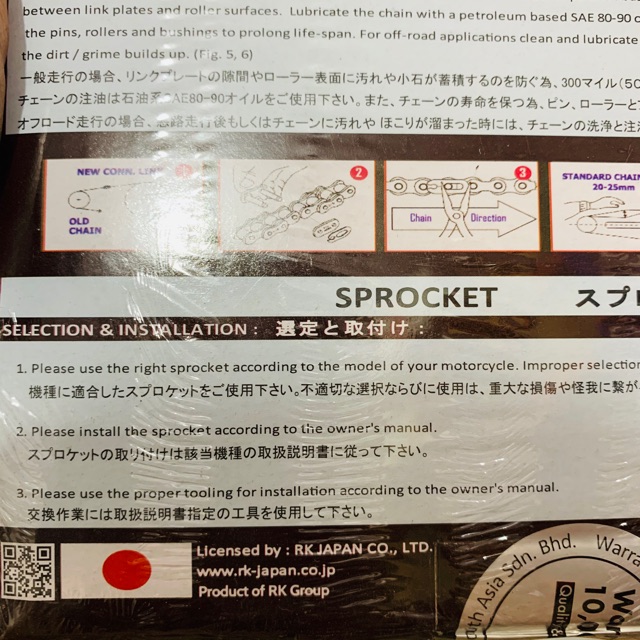 between link plates and roller surfaces. Lubricate the chain with a petroleum based SAE 80-90
the pins, rollers and bushings to prolong life-span. For off-road applications clean and lubricate
the dirt / grime builds up. (Fig. 5, 6)
一般走行の場合、リンクプレートの隙間やローラー表面に汚れや小石が蓄積するのを防ぐ為、300マイル(50
チェーンの注油は石油系SAE80-90オイルをご使用下さい。また、チェーンの寿命を保つ為、ピン、ローラーと
オフロード走行の場合、悪路走行後もしくはチェーンに汚れや ほこりが溜まった時には、チェーンの洗浄と注
NEW CONN. LINK
OLD
CHAIN
2
3
Chain Direction
STANDARD CHAIN
20-25mm
SPROCKET スプロ
SELECTION & INSTALLATION : 選定と取付け :
1. Please use the right sprocket according to the model of your motorcycle. Improper selection
機種に適合したスプロケットをご使用下さい。不適切な選択ならびに使用は、重大な損傷や怪我に繋が
2. Please install the sprocket according to the owner's manual.
スプロケットの取り付けは該当機種の取扱説明書に従って下さい。
3. Please use the proper tooling for installation according to the owner's manual.
交換作業には取扱説明書指定の工具を使用して下さい。
Licensed by : RK JAPAN CO., LTD.
www.rk-japan.co.jp
Product of RK Group
uth Asia Sdn. Bhd. Warra
War
10,0
Quality